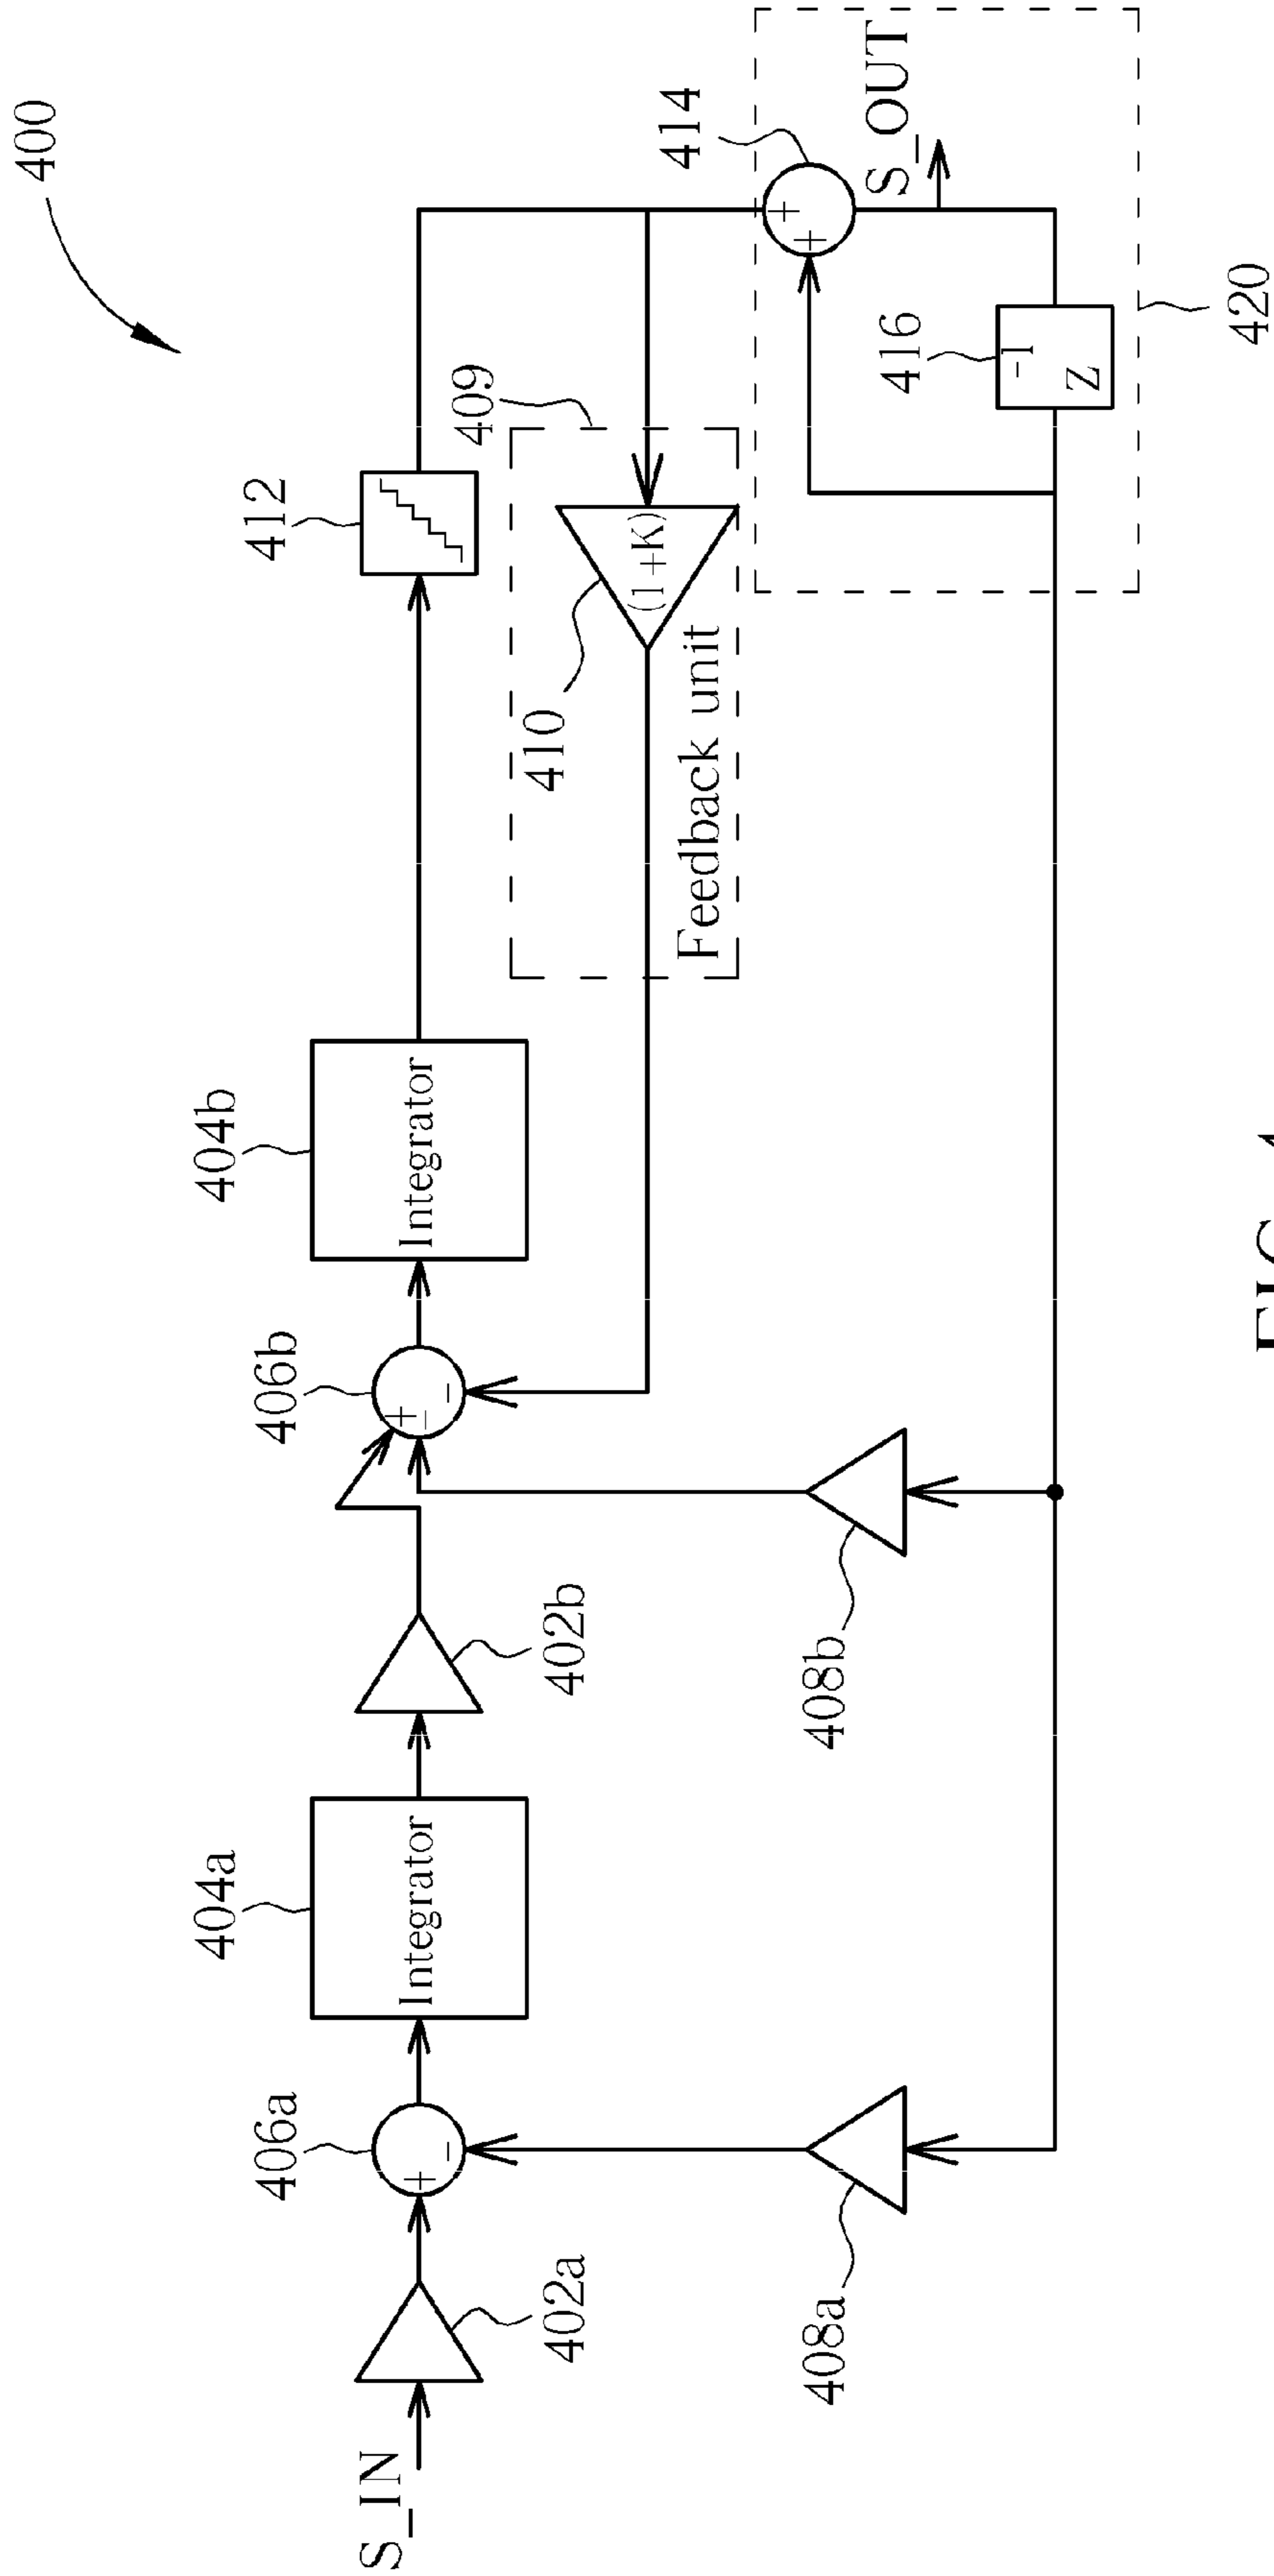 400
412
409
414
404b
406b
404a
406a
S_IN
402a
Integrator
402b
+
-
+
-
-
Integrator
410
(1+K)
Feedback unit
+
+
S_OUT
416
Z -1
420
408a
408b